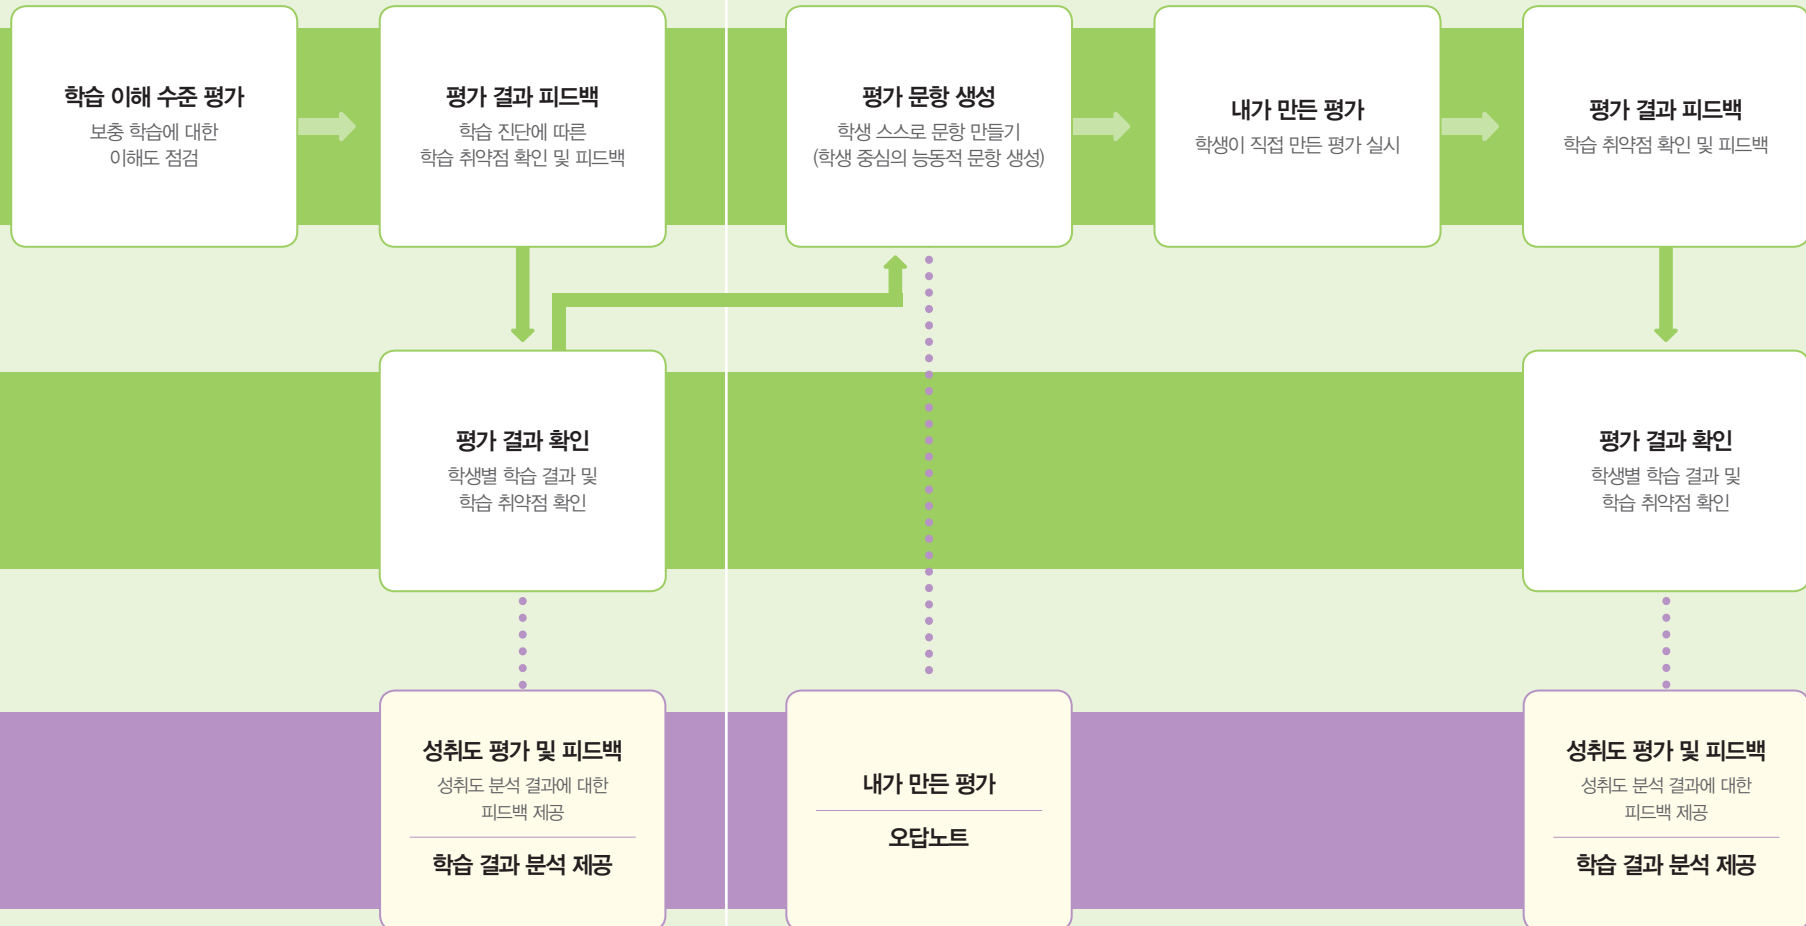 학습 이해 수준 평가
보충 학습에 대한
이해도 점검
평가 결과 피드백
학습 진단에 따른
학습 취약점 확인 및 피드백
평가 문항 생성
학생 스스로 문항 만들기
(학생 중심의 능동적 문항 생성)
내가 만든 평가
학생이 직접 만든 평가 실시
평가 결과 피드백
학습 취약점 확인 및 피드백
평가 결과 확인
학생별 학습 결과 및
학습 취약점 확인
평가 결과 확인
학생별 학습 결과 및
학습 취약점 확인
성취도 평가 및 피드백
성취도 분석 결과에 대한
피드백 제공
학습 결과 분석 제공
내가 만든 평가
오답노트
성취도 평가 및 피드백
성취도 분석 결과에 대한
피드백 제공
학습 결과 분석 제공